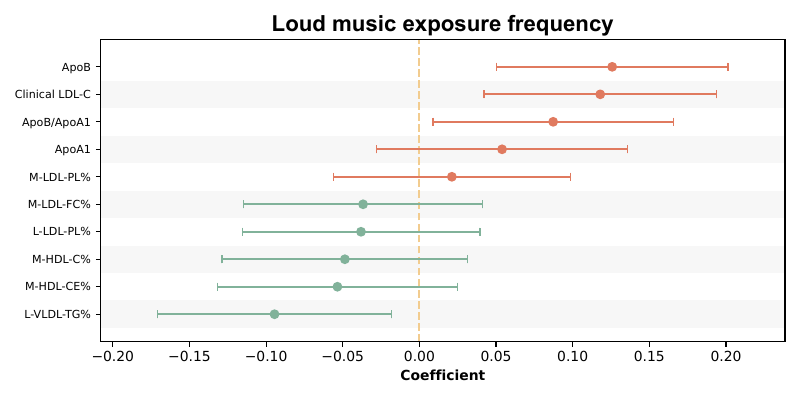 Loud music exposure frequency
ApoB
Clinical LDL-C
ApoB/ApoA1
ApoA1
M-LDL-PL%
M-LDL-FC%
L-LDL-PL%
M-HDL-C%
M-HDL-CE%
L-VLDL-TG%
−0.20 −0.15 −0.10 −0.05 0.00 0.05 0.10 0.15 0.20
Coefficient